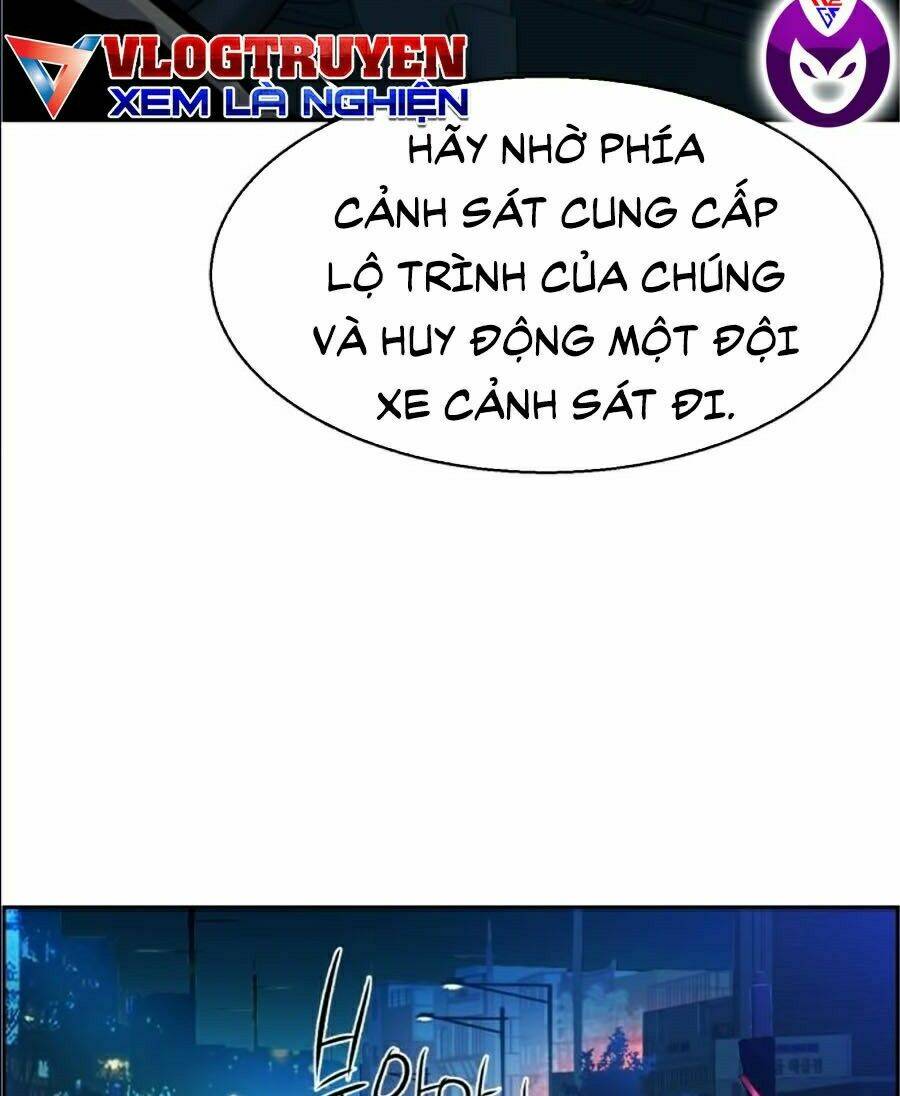 VLOGTRUYEN
XEM LÀ NGHIỆN
HÃY NHỜ PHÍA
CẢNH SÁT CUNG CẤP
LỘ TRÌNH CỦA CHÚNG
VÀ HUY ĐỘNG MỘT ĐỘI
XE CẢNH SÁT ĐI.